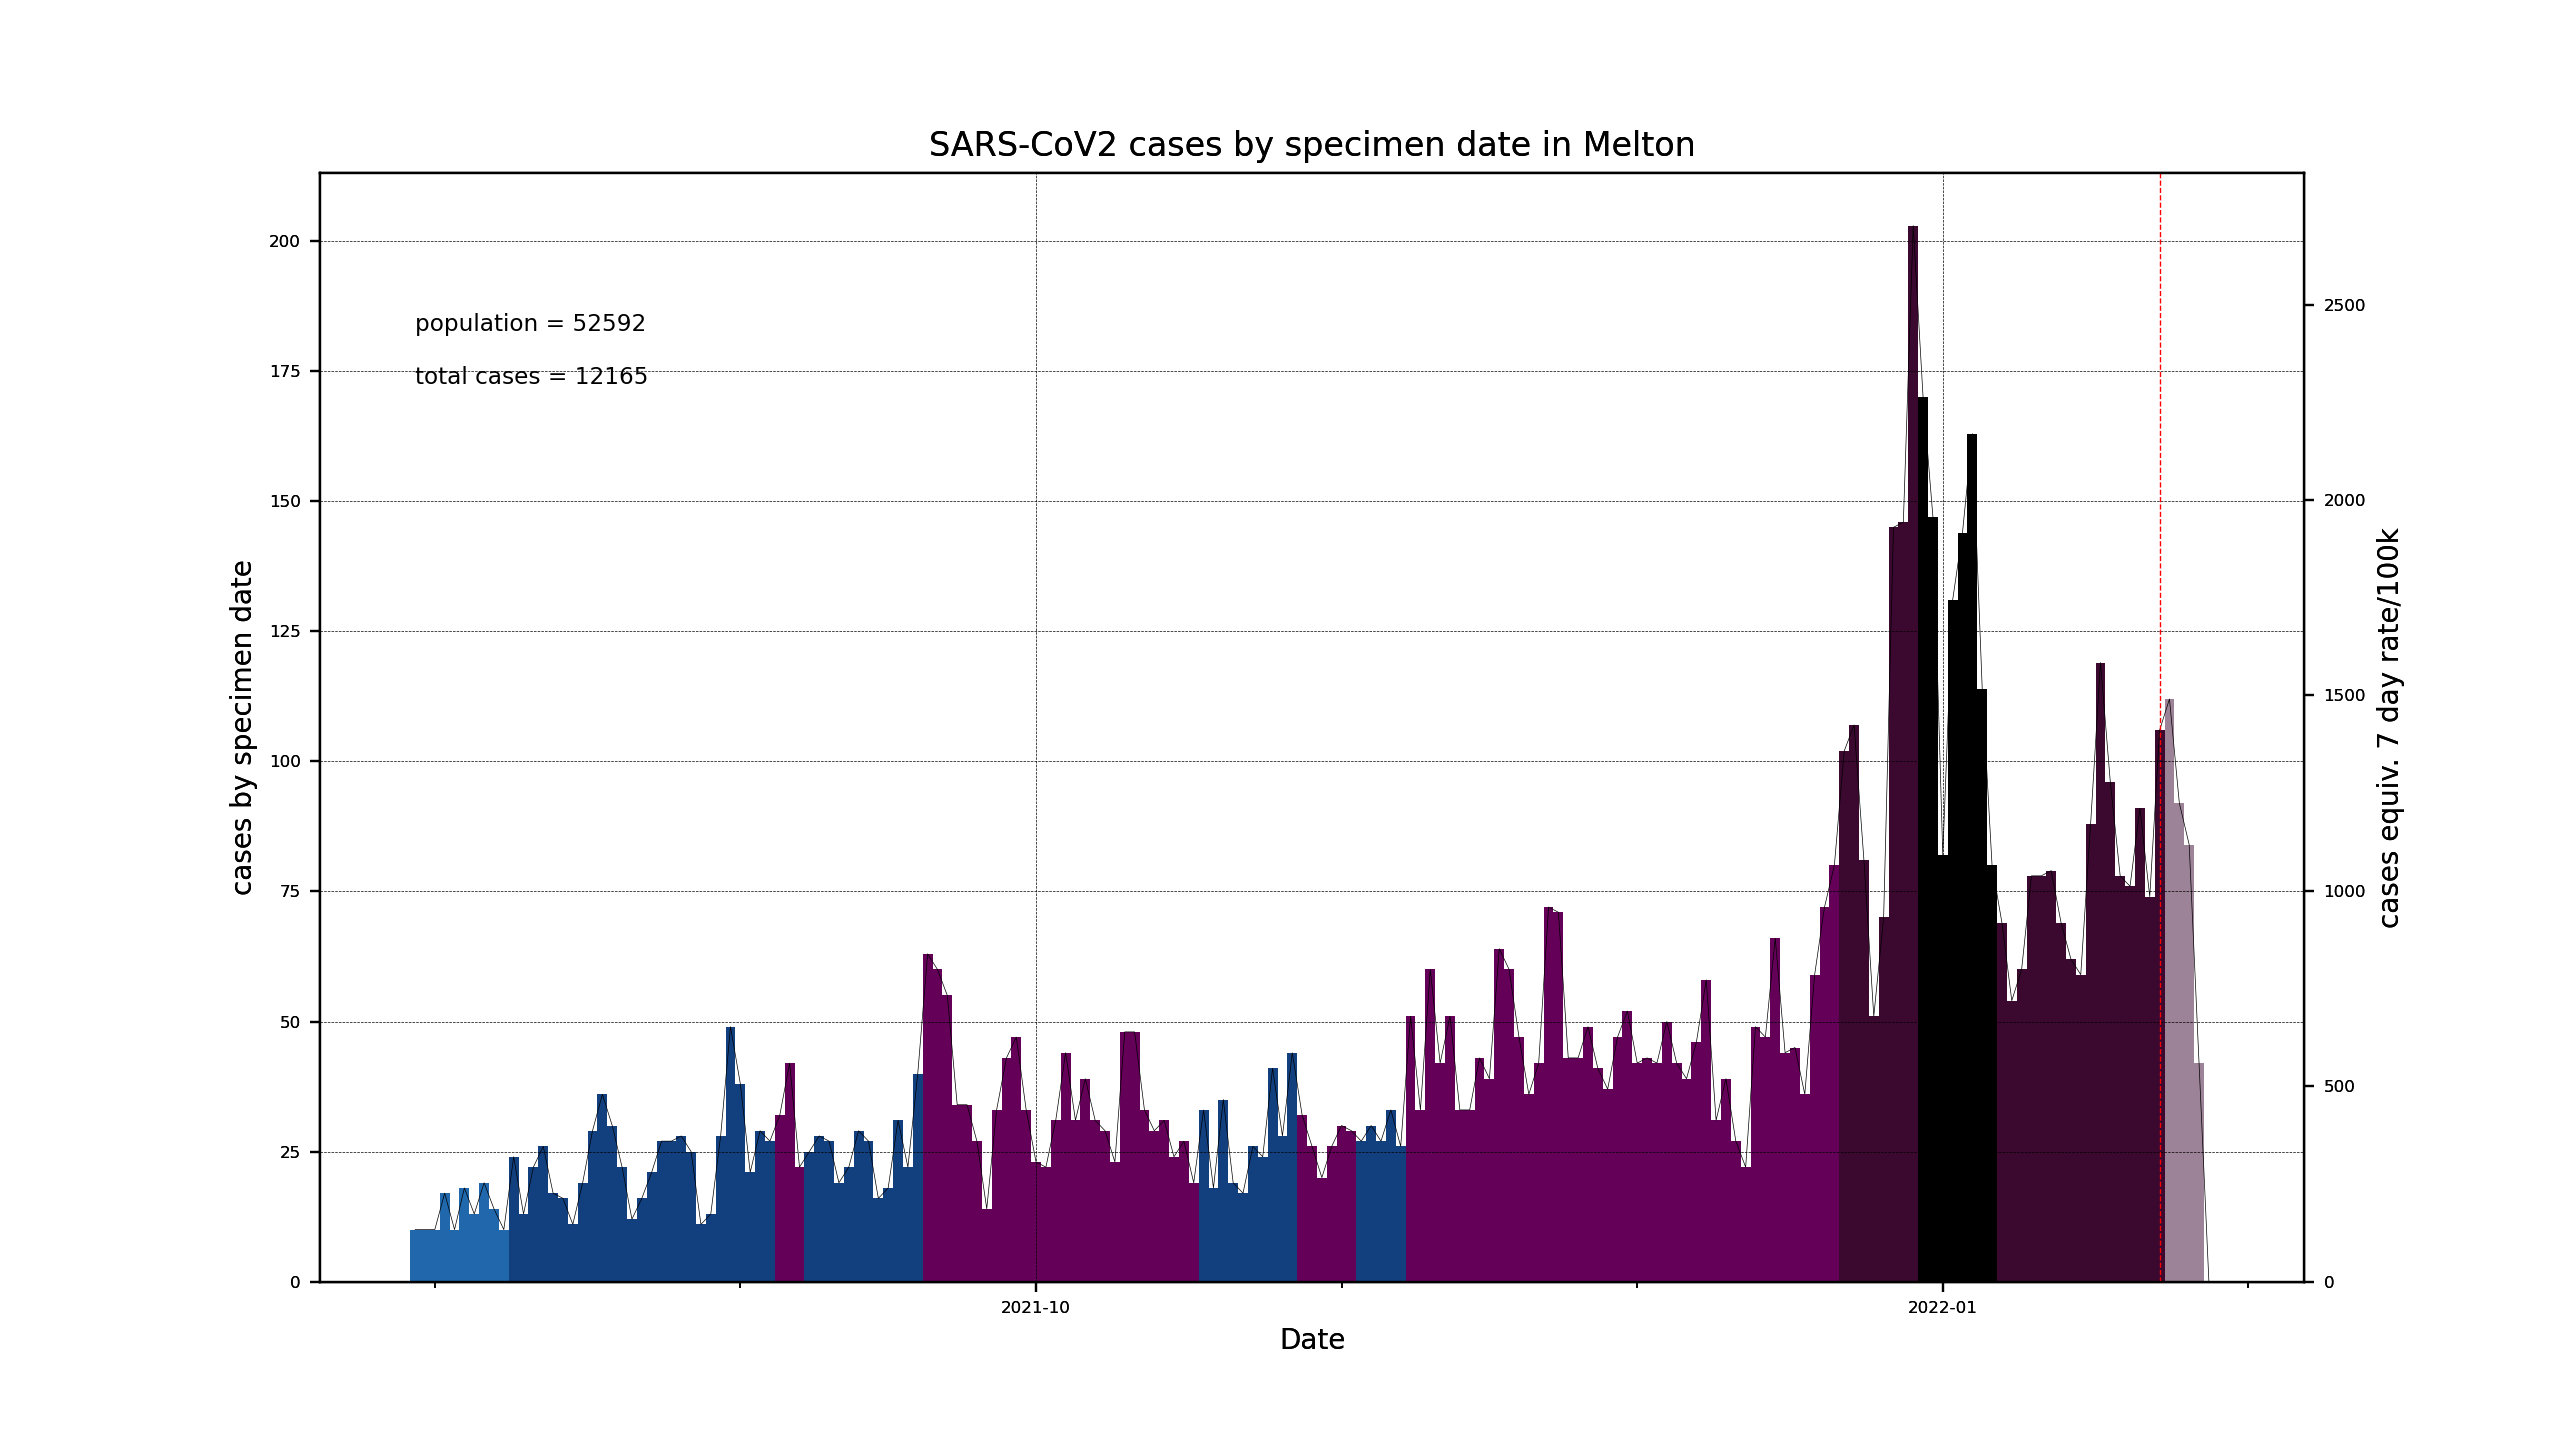 SARS-CoV2 cases by specimen date in Melton
population = 52592
total cases = 12165
cases by specimen date
200
175
150
125
100
75
50
25
0
2500
2000
1500
1000
500
0
cases equiv. 7 day rate/100k
2021-10
2022-01
Date